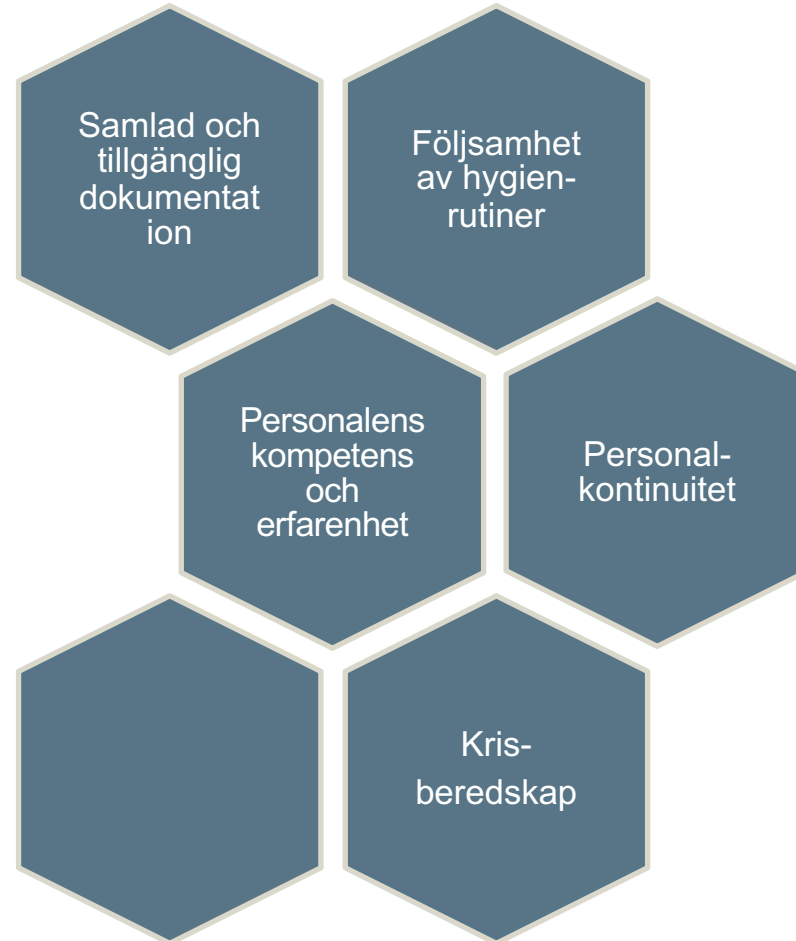 Samlad och
tillgänglig
dokumentat
ion
Följsamhet
av hygien-
rutiner
Personalens
kompetens
och
erfarenhet
Personal-
kontinuitet
Kris-
beredskap